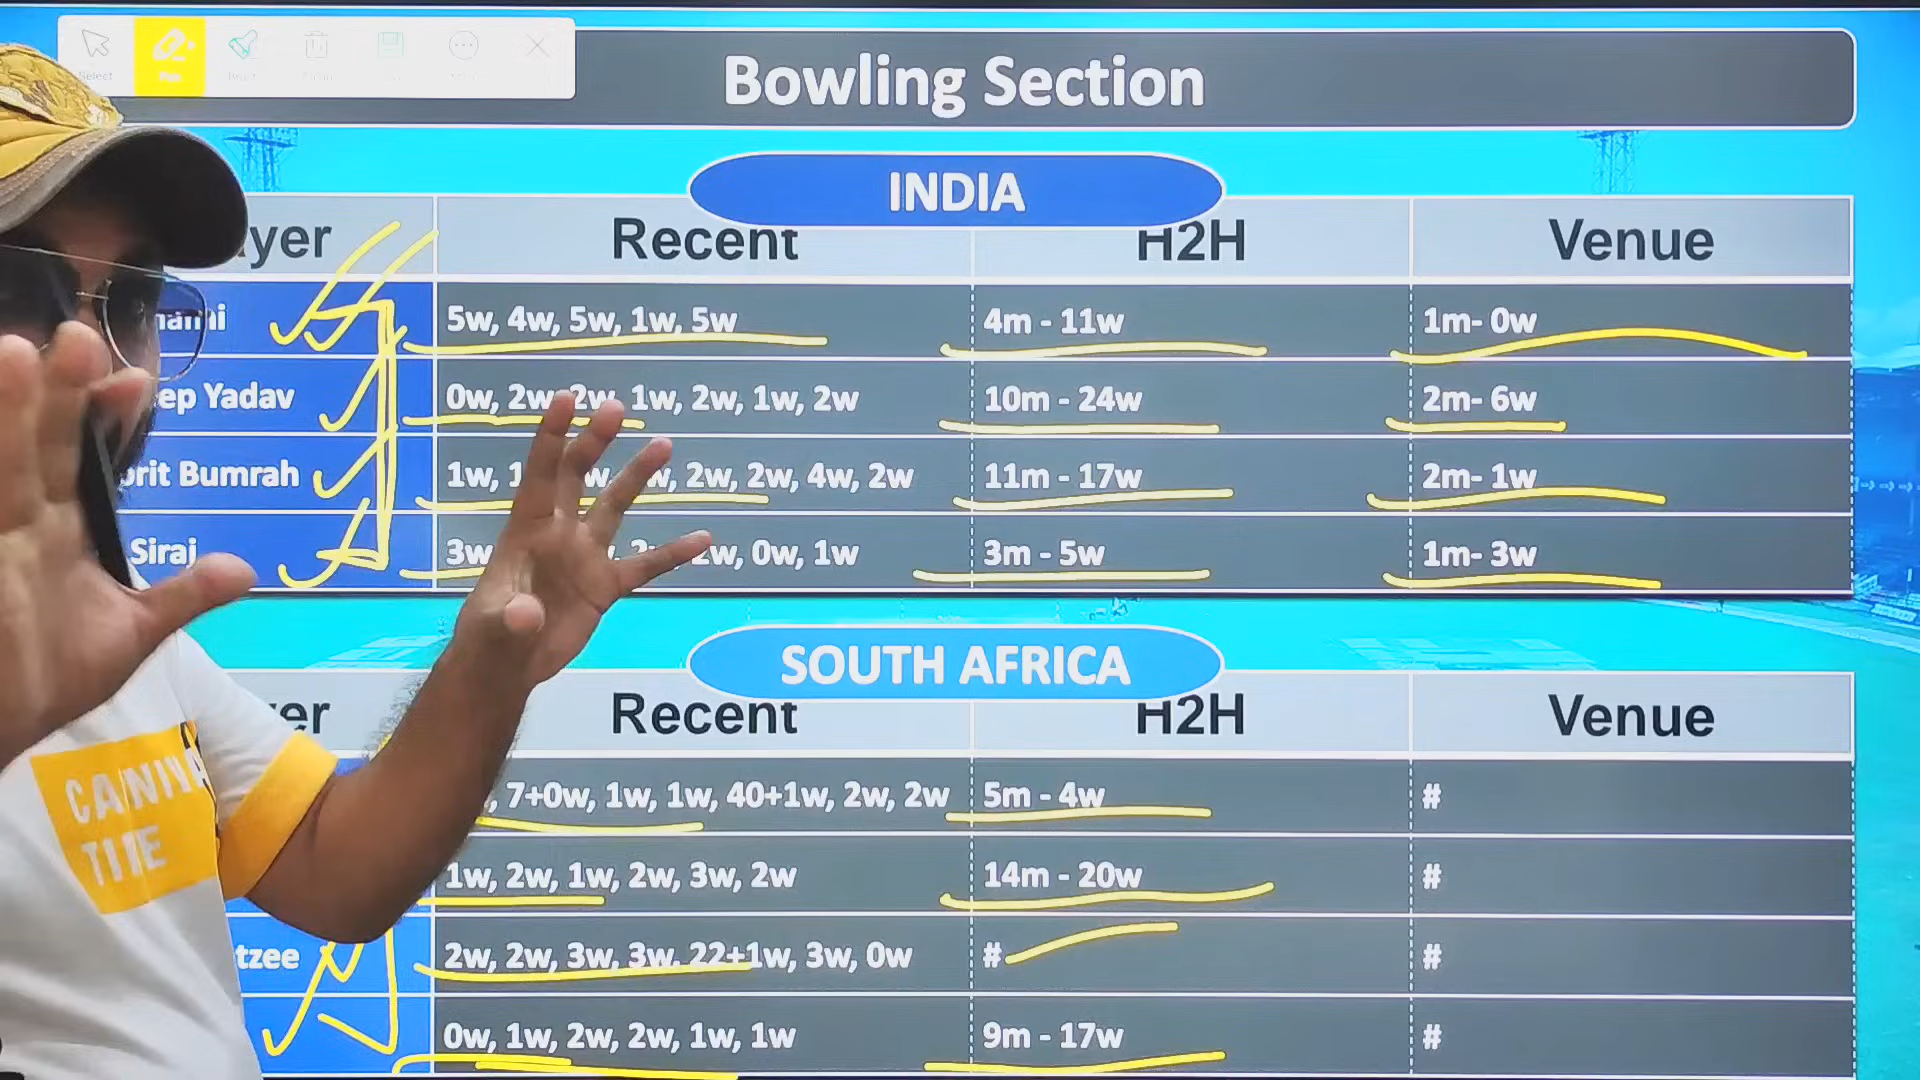 Select
Pen
Bowling Section
INDIA
yer Recent H2H Venue
5w, 4w, 5w, 1w, 5w 4m - 11w 1m- 0w
ep Yadav 0w, 2w, 2w, 1w, 2w, 1w, 2w 10m - 24w 2m- 6w
rit Bumrah 1w, 2w, 2w, 4w, 2w 11m - 17w 2m- 1w
Siraj 3w 2w, 0w, 1w 3m - 5w 1m- 3w
SOUTH AFRICA
er Recent H2H Venue
, 7+0w, 1w, 1w, 40+1w, 2w, 2w 5m - 4w #
1w, 2w, 1w, 2w, 3w, 2w 14m - 20w #
tzee 2w, 2w, 3w, 3w, 22+1w, 3w, 0w # #
0w, 1w, 2w, 2w, 1w, 1w 9m - 17w #